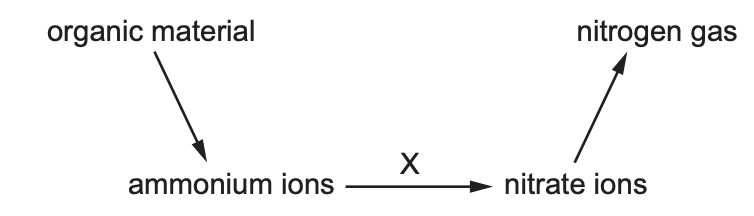 organic material
nitrogen gas
X
ammonium ions
nitrate ions